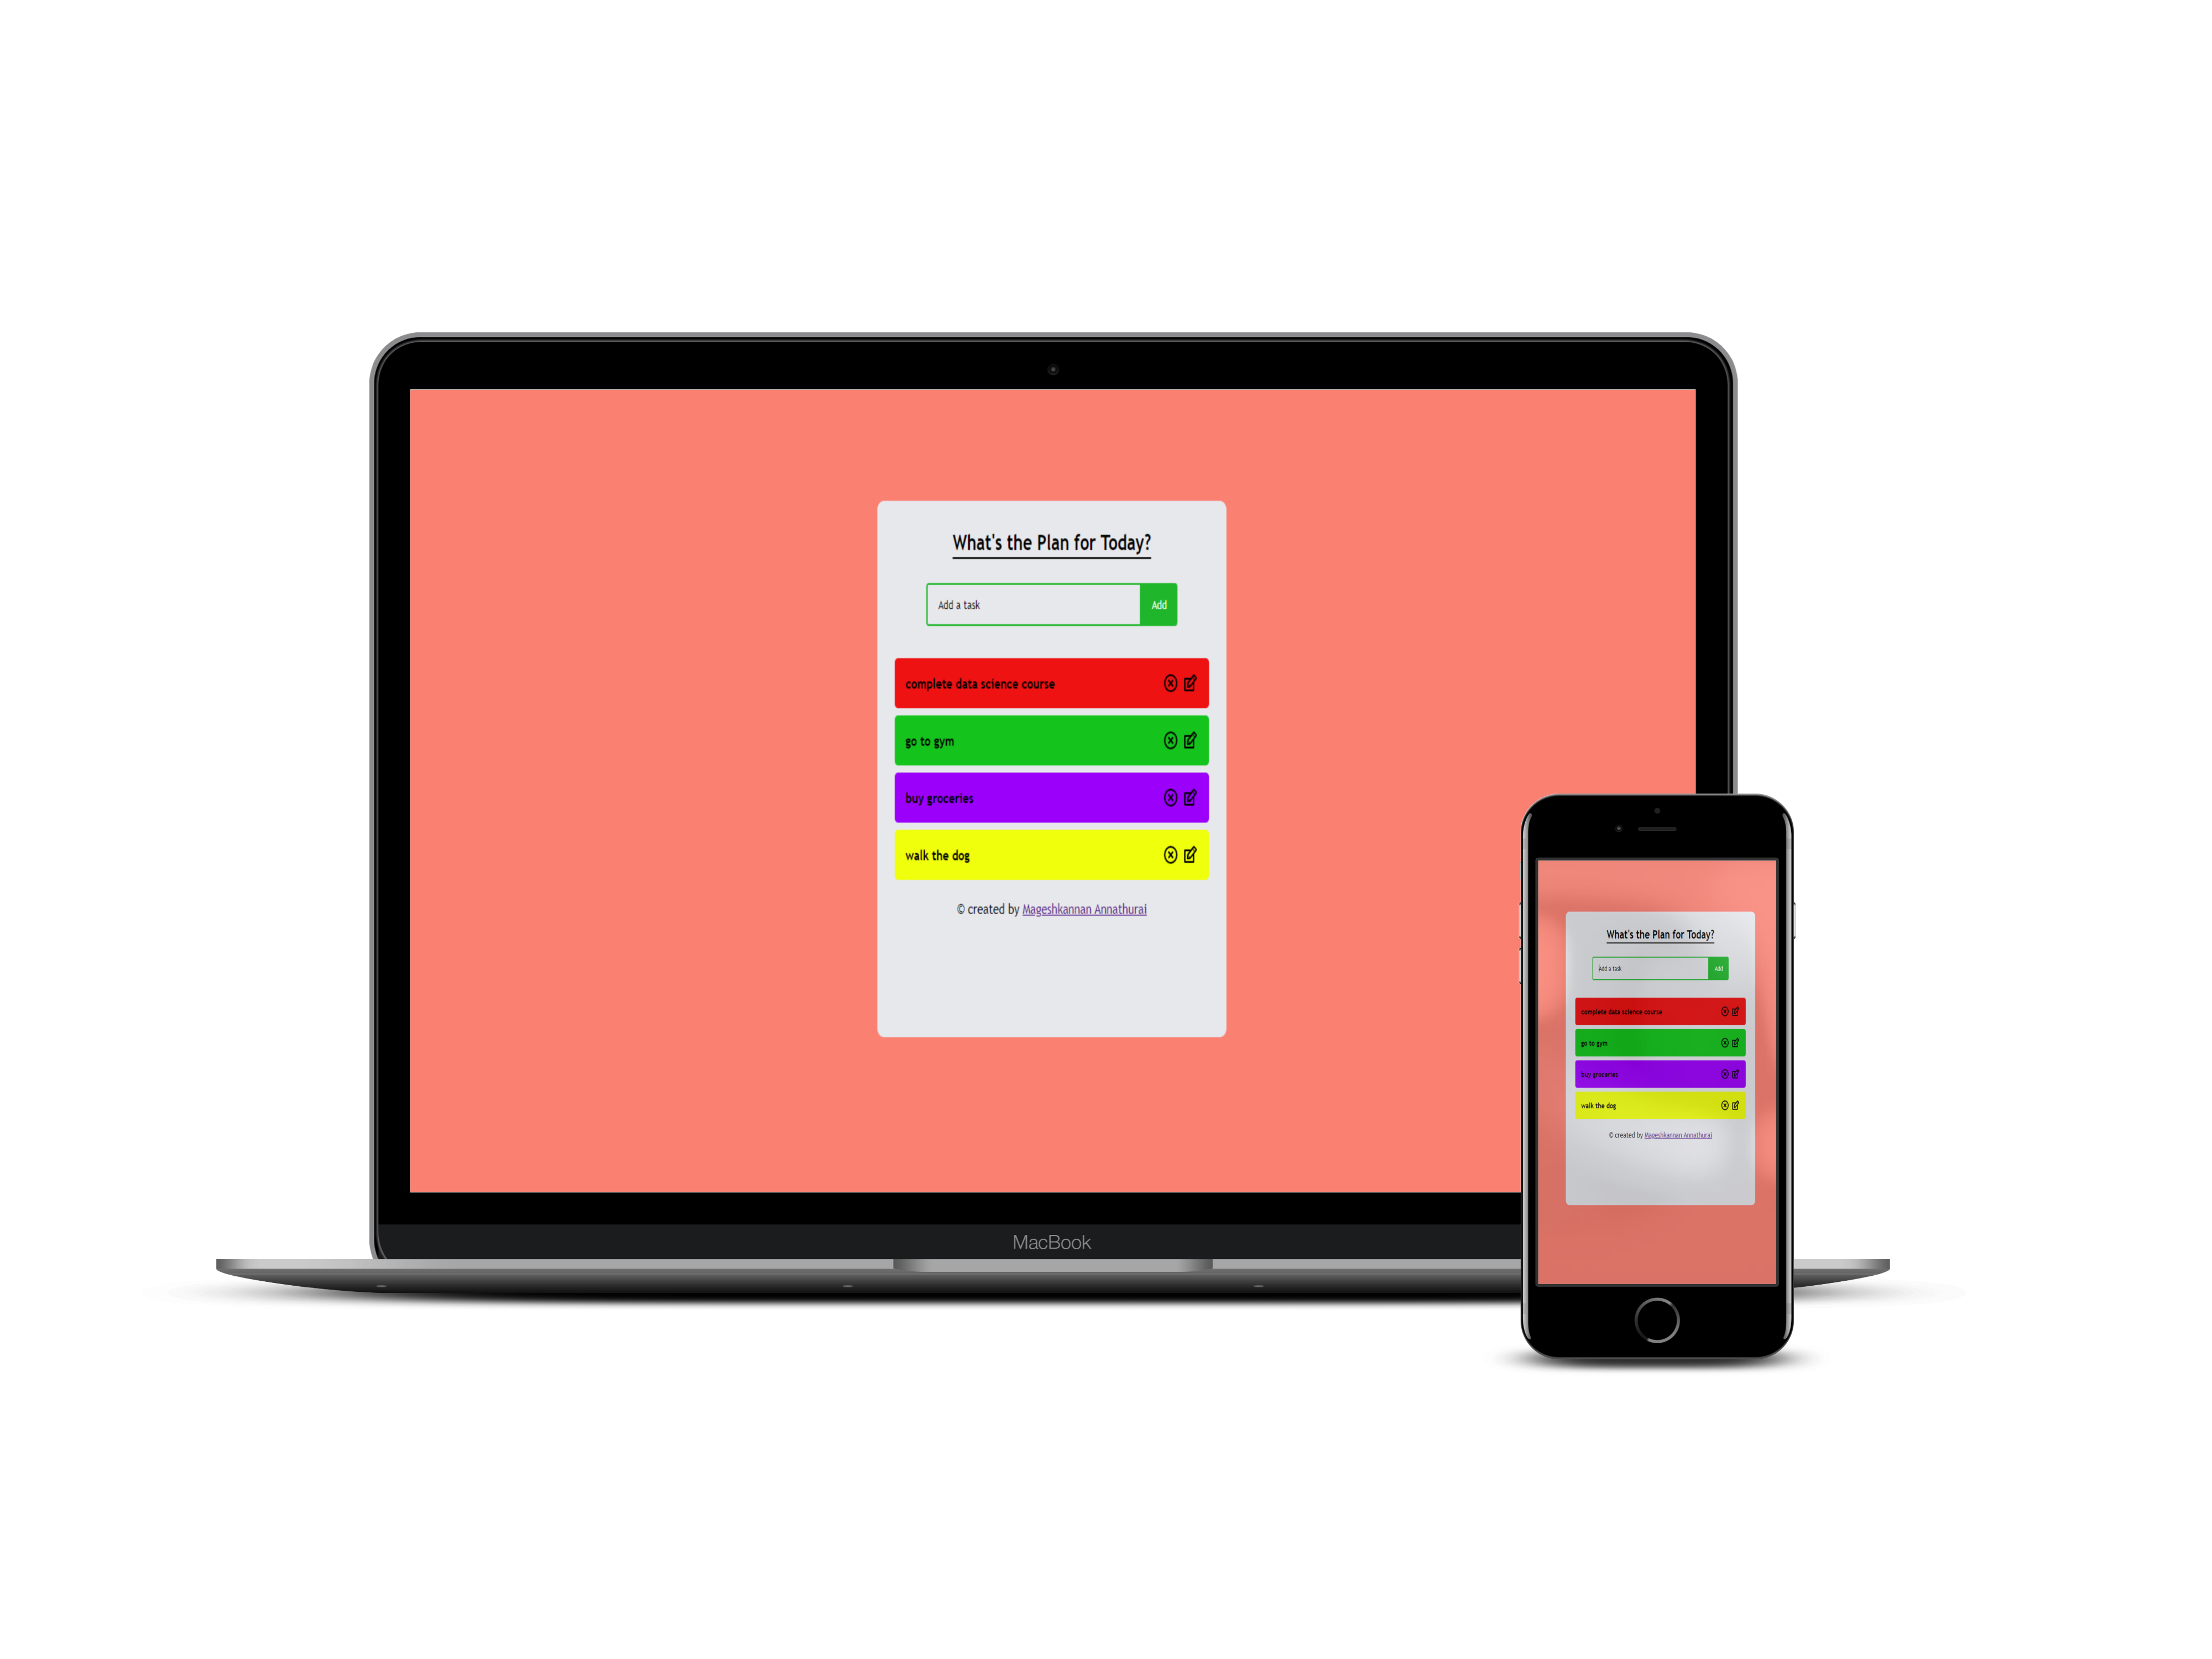 What's the Plan for Today?
Add a task
Add
complete data science course
go to gym
buy groceries
walk the dog
© created by Mageshkannan Annathurai
MacBook
What's the Plan for Today?
Add a task
Add
complete data science course
go to gym
buy groceries
walk the dog
© created by Mageshkannan Annathurai